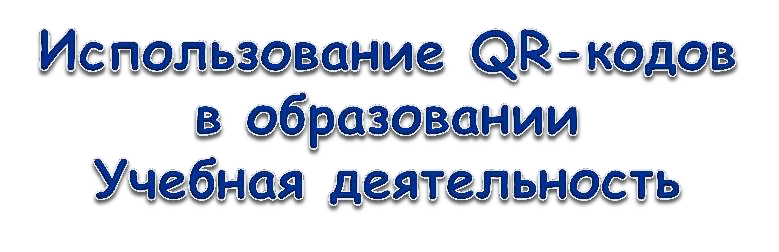 Использование QR-кодов
в образовании
Учебная деятельность